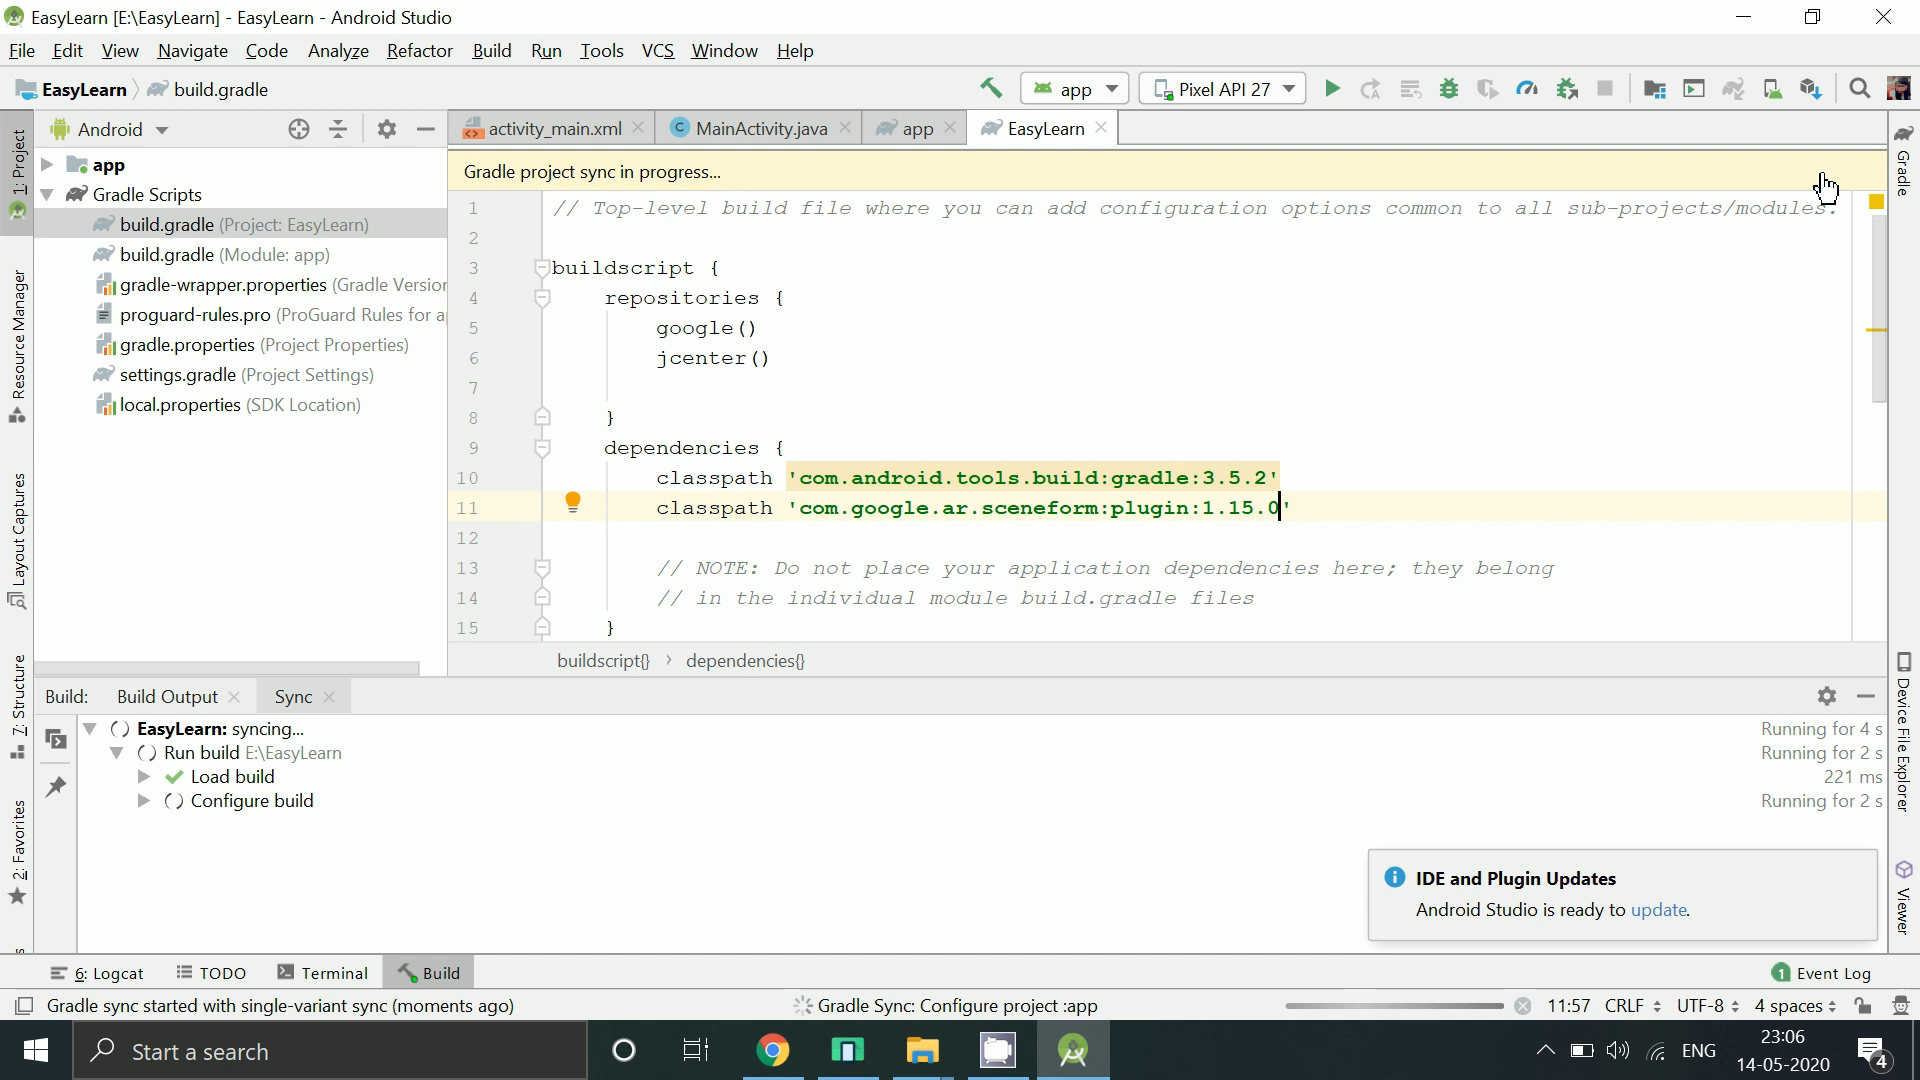 EasyLearn [E:\EasyLearn] - EasyLearn - Android Studio
File Edit View Navigate Code Analyze Refactor Build Run Tools VCS Window Help
EasyLearn build.gradle
app
Pixel API 27
Android
activity_main.xml
MainActivity.java
app
EasyLearn
1: Project
Resource Manager
Layout Captures
7: Structure
2: Favorites
app
Gradle Scripts
build.gradle (Project: EasyLearn)
build.gradle (Module: app)
gradle-wrapper.properties (Gradle Version
proguard-rules.pro (ProGuard Rules for a
gradle.properties (Project Properties)
settings.gradle (Project Settings)
local.properties (SDK Location)
Gradle project sync in progress...
1 // Top-level build file where you can add configuration options common to all sub-projects/modules.
2
3 buildscript {
4 repositories {
5 google()
6 jcenter()
7
8 }
9 dependencies {
10 classpath 'com.android.tools.build:gradle:3.5.2'
11 classpath 'com.google.ar.sceneform:plugin:1.15.0'
12
13 // NOTE: Do not place your application dependencies here; they belong
14 // in the individual module build.gradle files
15 }
buildscript{} › dependencies{}
Gradle
Device File Explorer
Viewer
Build: Build Output Sync
EasyLearn: syncing... Running for 4 s
Run build E:\EasyLearn Running for 2 s
Load build 221 ms
Configure build Running for 2 s
IDE and Plugin Updates
Android Studio is ready to update.
6: Logcat TODO Terminal Build 1 Event Log
Gradle sync started with single-variant sync (moments ago) Gradle Sync: Configure project :app 11:57 CRLF UTF-8 4 spaces
Start a search
ENG
23:06
14-05-2020
4